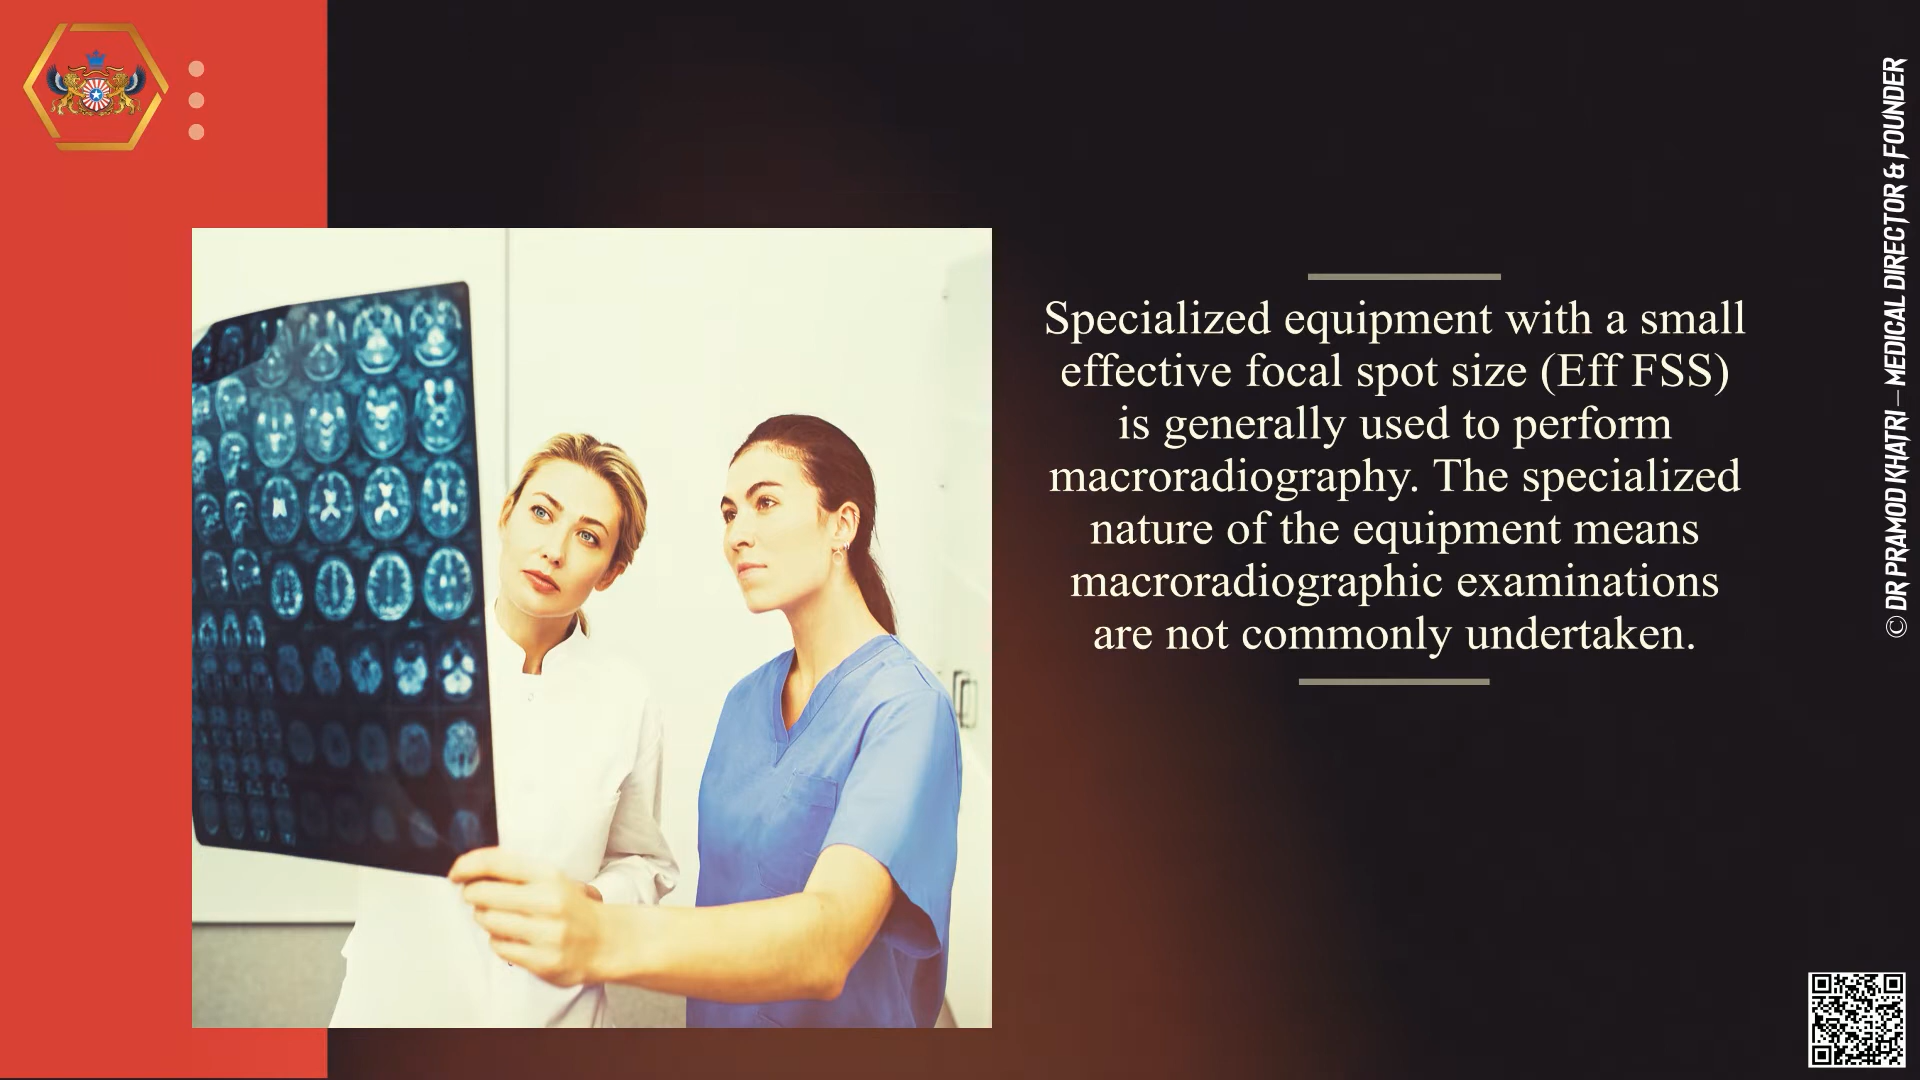 Specialized equipment with a small
effective focal spot size (Eff FSS)
is generally used to perform
macroradiography. The specialized
nature of the equipment means
macroradiographic examinations
are not commonly undertaken.
© DR PRAMOD KHATRI – MEDICAL DIRECTOR & FOUNDER